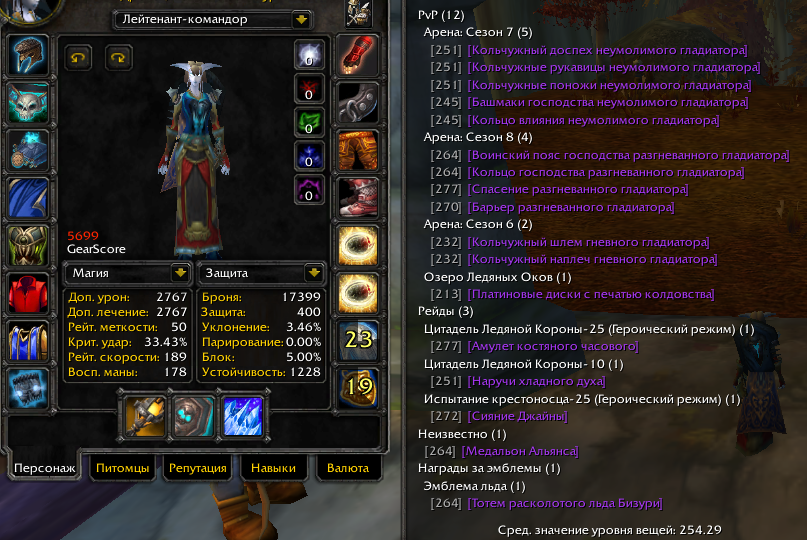 Лейтенант-командор
0
0
0
0
0
5699
GearScore
Магия
Защита
Доп. урон: 2767
Доп. лечение: 2767
Рейт. меткости: 50
Крит. удар: 33.43%
Рейт. скорости: 189
Восп. маны: 178
Броня: 17399
Защита: 400
Уклонение: 3.46%
Парирование: 0.00%
Блок: 5.00%
Устойчивость: 1228
23
19
Персонаж
Питомцы
Репутация
Навыки
Валюта
PvP (12)
Арена: Сезон 7 (5)
[251] [Кольчужный доспех неумолимого гладиатора]
[251] [Кольчужные рукавицы неумолимого гладиатора]
[251] [Кольчужные поножи неумолимого гладиатора]
[245] [Башмаки господства неумолимого гладиатора]
[245] [Кольцо влияния неумолимого гладиатора]
Арена: Сезон 8 (4)
[264] [Воинский пояс господства разгневанного гладиатора]
[264] [Кольцо господства разгневанного гладиатора]
[277] [Спасение разгневанного гладиатора]
[270] [Барьер разгневанного гладиатора]
Арена: Сезон 6 (2)
[232] [Кольчужный шлем гневного гладиатора]
[232] [Кольчужный наплеч гневного гладиатора]
Озеро Ледяных Оков (1)
[213] [Платиновые диски с печатью колдовства]
Рейды (3)
Цитадель Ледяной Короны-25 (Героический режим) (1)
[277] [Амулет костяного часового]
Цитадель Ледяной Короны-10 (1)
[251] [Наручи хладного духа]
Испытание крестоносца-25 (Героический режим) (1)
[272] [Сияние Джайны]
Неизвестно (1)
[264] [Медальон Альянса]
Награды за эмблемы (1)
Эмблема льда (1)
[264] [Тотем расколотого льда Бизури]
Сред. значение уровня вещей: 254.29